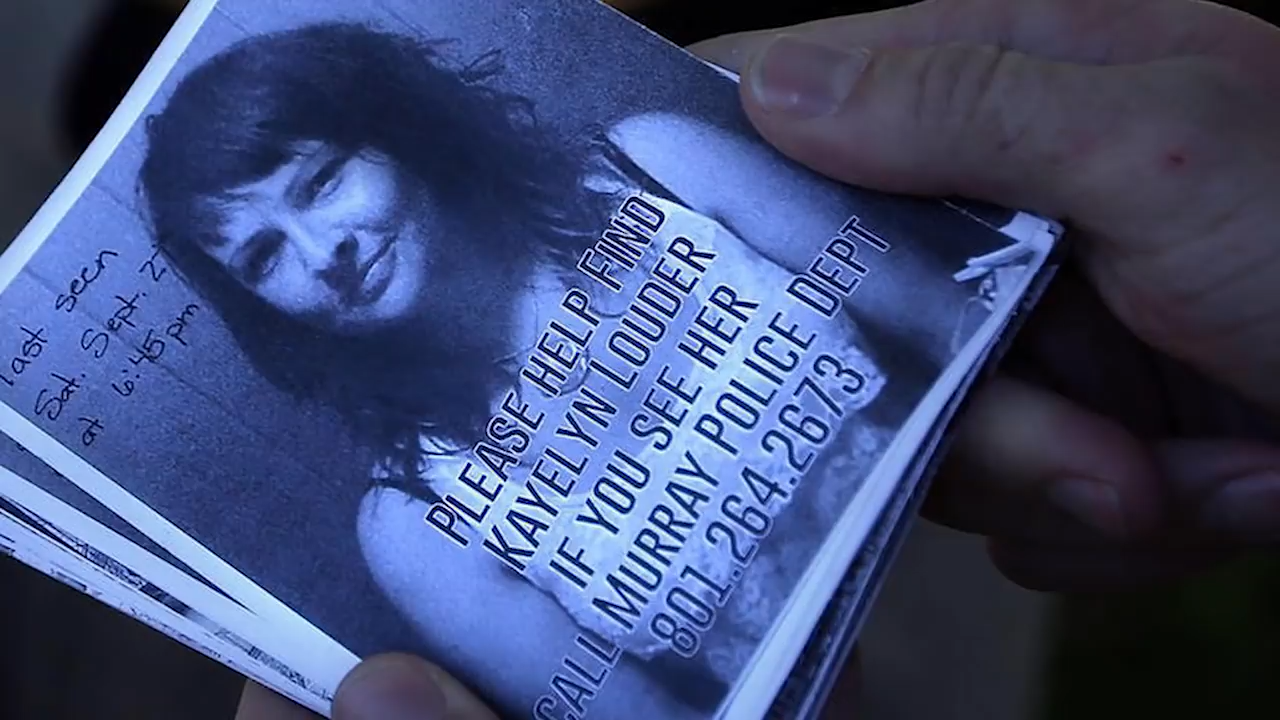 last seen
Sat. Sept. 27
at 6:45 pm
PLEASE HELP FIND
KAYELYN LOUDER
IF YOU SEE HER
CALL MURRAY POLICE DEPT
801.264.2673